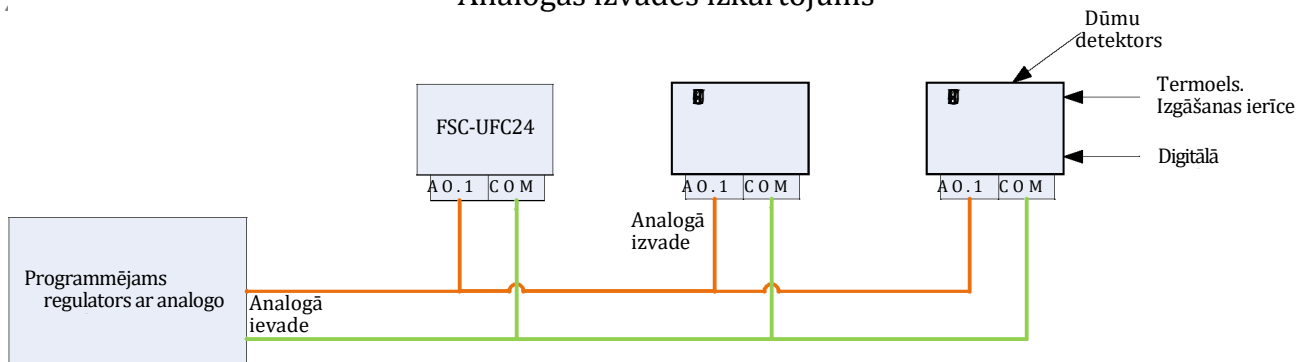 Analogās izvades izkārtojums
Dūmu
detektors
Termoels.
Izgāšanas ierīce
Digitālā
FSC-UFC24
AO.1 COM
AO.1 COM
AO.1 COM
Analogā
izvade
Programmējams
regulators ar analogo
Analogā
ievade